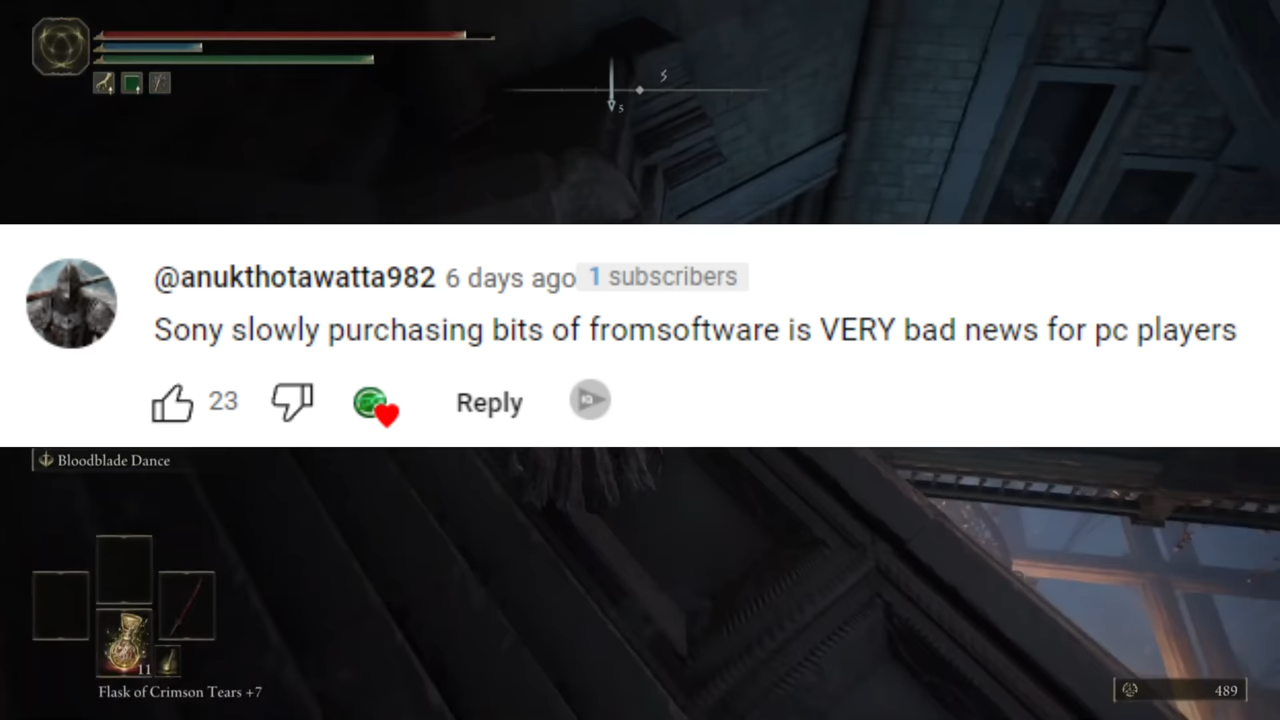 S
5
@anukthotawatta982 6 days ago 1 subscribers
Sony slowly purchasing bits of fromsoftware is VERY bad news for pc players
23 Reply
Bloodblade Dance
11
Flask of Crimson Tears +7
489